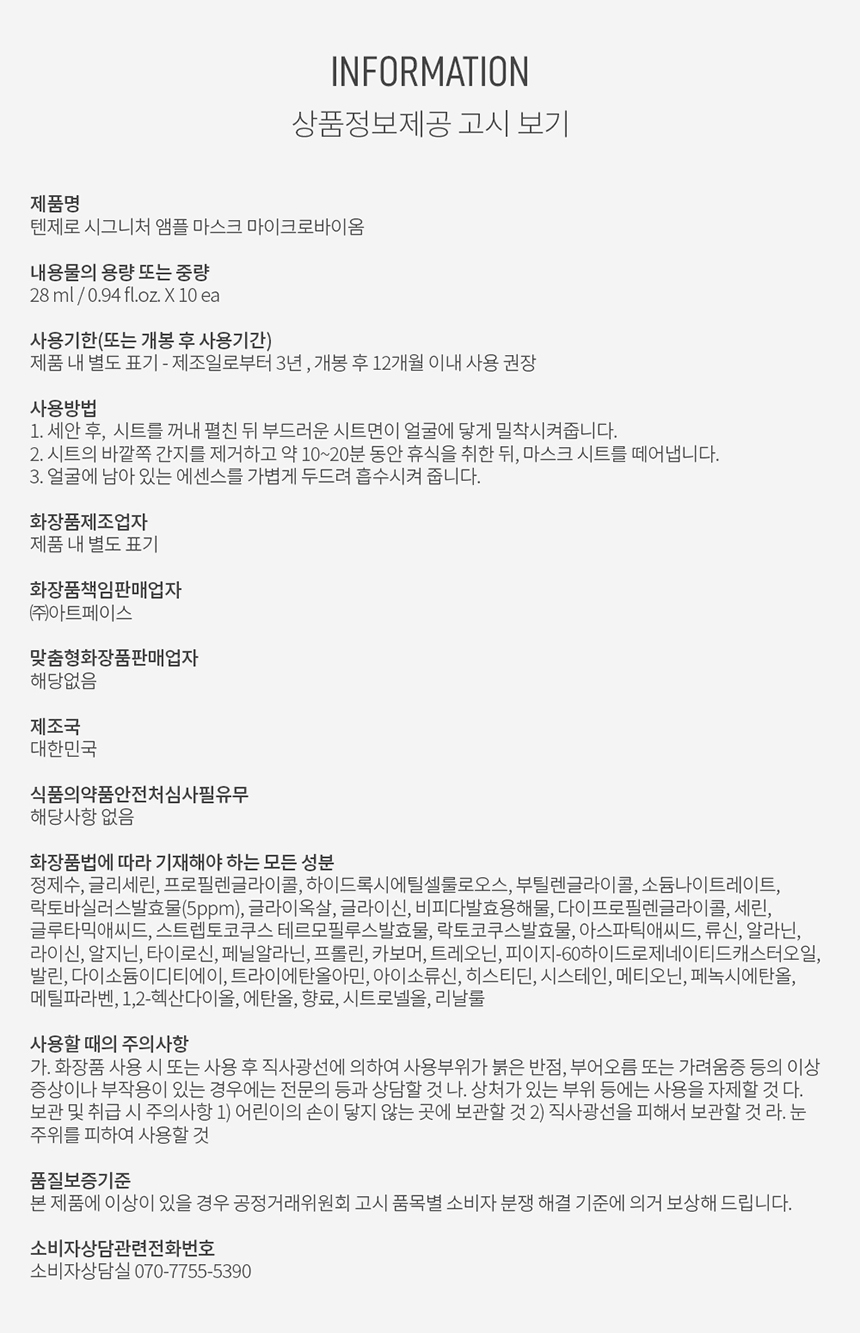 INFORMATION
상품정보제공 고시 보기
제품명
텐제로 시그니처 앰플 마스크 마이크로바이옴
내용물의 용량 또는 중량
28 ml / 0.94 fl.oz. X 10 ea
사용기한(또는 개봉 후 사용기간)
제품 내 별도 표기 - 제조일로부터 3년 , 개봉 후 12개월 이내 사용 권장
사용방법
1. 세안 후,  시트를 꺼내 펼친 뒤 부드러운 시트면이 얼굴에 닿게 밀착시켜줍니다.
2. 시트의 바깥쪽 간지를 제거하고 약 10~20분 동안 휴식을 취한 뒤, 마스크 시트를 떼어냅니다.
3. 얼굴에 남아 있는 에센스를 가볍게 두드려 흡수시켜 줍니다.
화장품제조업자
제품 내 별도 표기
화장품책임판매업자
㈜아트페이스
맞춤형화장품판매업자
해당없음
제조국
대한민국
식품의약품안전처심사필유무
해당사항 없음
화장품법에 따라 기재해야 하는 모든 성분
정제수, 글리세린, 프로필렌글라이콜, 하이드록시에틸셀룰로오스, 부틸렌글라이콜, 소듐나이트레이트,
락토바실러스발효물(5ppm), 글라이옥살, 글라이신, 비피다발효용해물, 다이프로필렌글라이콜, 세린,
글루타믹애씨드, 스트렙토코쿠스 테르모필루스발효물, 락토코쿠스발효물, 아스파틱애씨드, 류신, 알라닌,
라이신, 알지닌, 타이로신, 페닐알라닌, 프롤린, 카보머, 트레오닌, 피이지-60하이드로제네이티드캐스터오일,
발린, 다이소듐이디티에이, 트라이에탄올아민, 아이소류신, 히스티딘, 시스테인, 메티오닌, 페녹시에탄올,
메틸파라벤, 1,2-헥산다이올, 에탄올, 향료, 시트로넬올, 리날룰
사용할 때의 주의사항
가. 화장품 사용 시 또는 사용 후 직사광선에 의하여 사용부위가 붉은 반점, 부어오름 또는 가려움증 등의 이상
증상이나 부작용이 있는 경우에는 전문의 등과 상담할 것 나. 상처가 있는 부위 등에는 사용을 자제할 것 다.
보관 및 취급 시 주의사항 1) 어린이의 손이 닿지 않는 곳에 보관할 것 2) 직사광선을 피해서 보관할 것 라. 눈
주위를 피하여 사용할 것
품질보증기준
본 제품에 이상이 있을 경우 공정거래위원회 고시 품목별 소비자 분쟁 해결 기준에 의거 보상해 드립니다.
소비자상담관련전화번호
소비자상담실 070-7755-5390